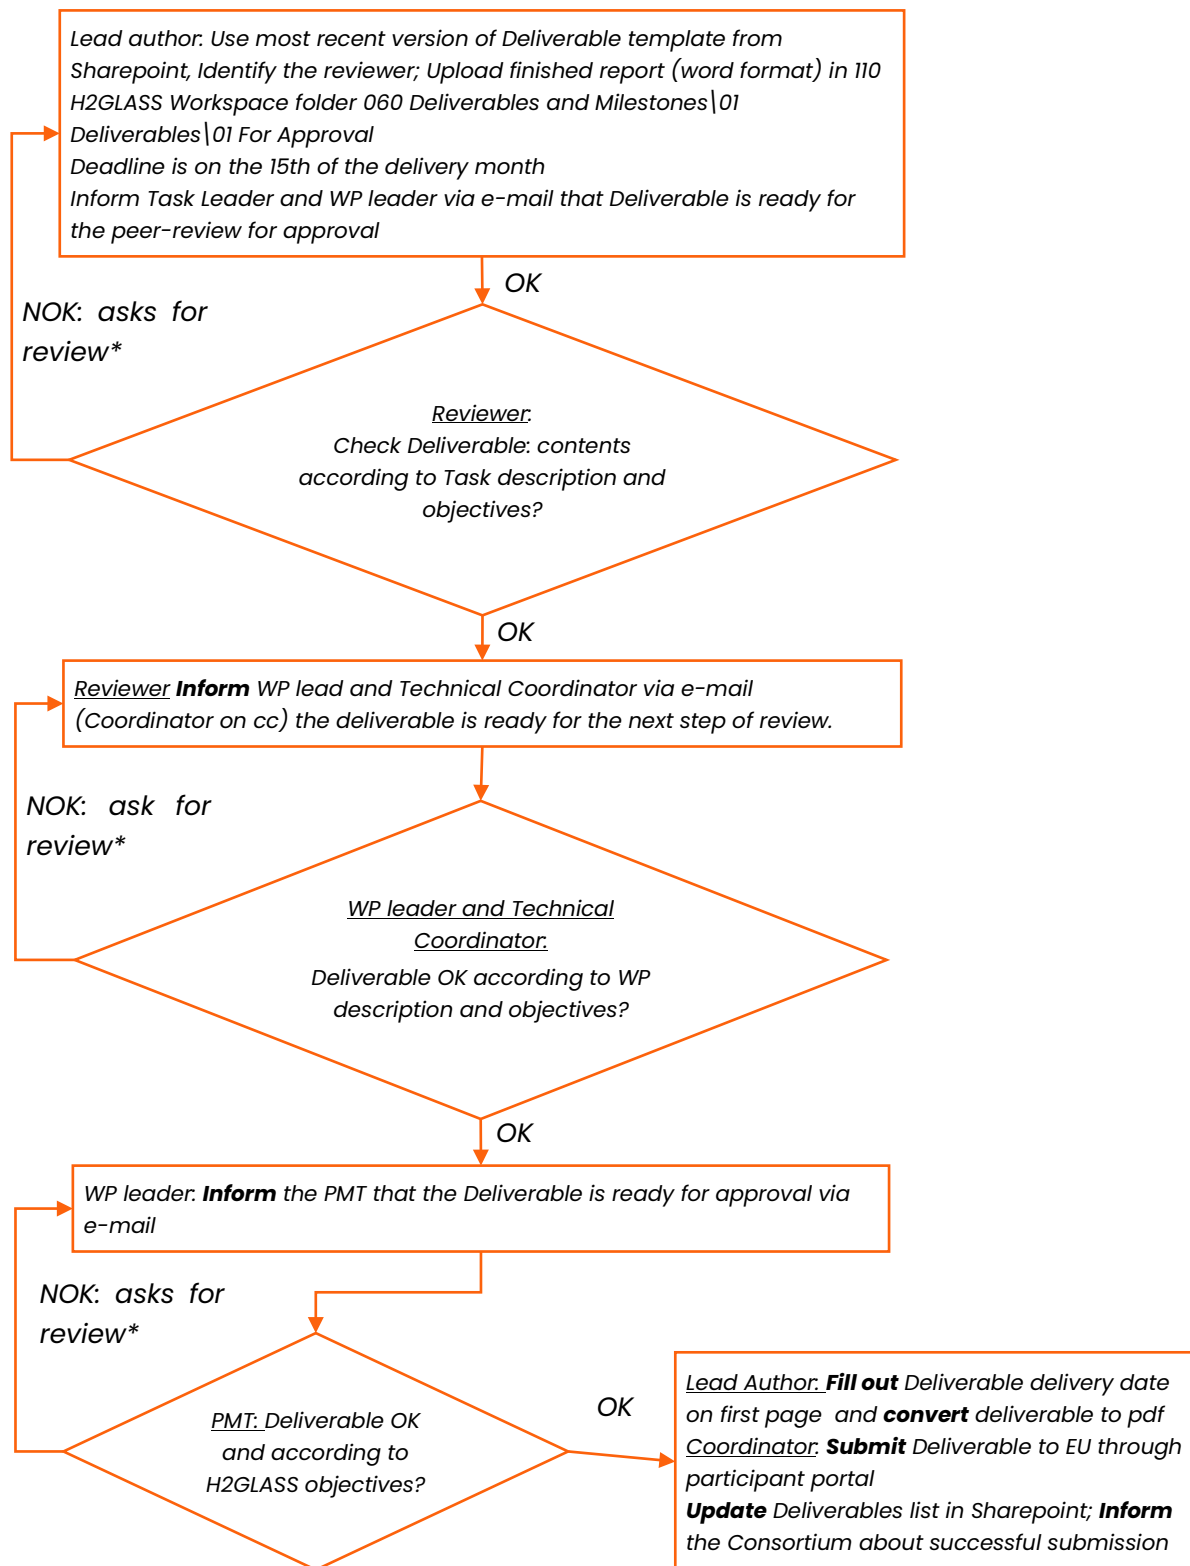 Lead author: Use most recent version of Deliverable template from
Sharepoint, Identify the reviewer; Upload finished report (word format) in 110
H2GLASS Workspace folder 060 Deliverables and Milestones\01
Deliverables\01 For Approval
Deadline is on the 15th of the delivery month
Inform Task Leader and WP leader via e-mail that Deliverable is ready for
the peer-review for approval
OK
NOK: asks for
review*
Reviewer:
Check Deliverable: contents
according to Task description and
objectives?
OK
Reviewer Inform WP lead and Technical Coordinator via e-mail
(Coordinator on cc) the deliverable is ready for the next step of review.
NOK: ask for
review*
WP leader and Technical
Coordinator:
Deliverable OK according to WP
description and objectives?
OK
WP leader: Inform the PMT that the Deliverable is ready for approval via
e-mail
NOK: asks for
review*
PMT: Deliverable OK
and according to
H2GLASS objectives?
OK
Lead Author: Fill out Deliverable delivery date
on first page and convert deliverable to pdf
Coordinator: Submit Deliverable to EU through
participant portal
Update Deliverables list in Sharepoint; Inform
the Consortium about successful submission